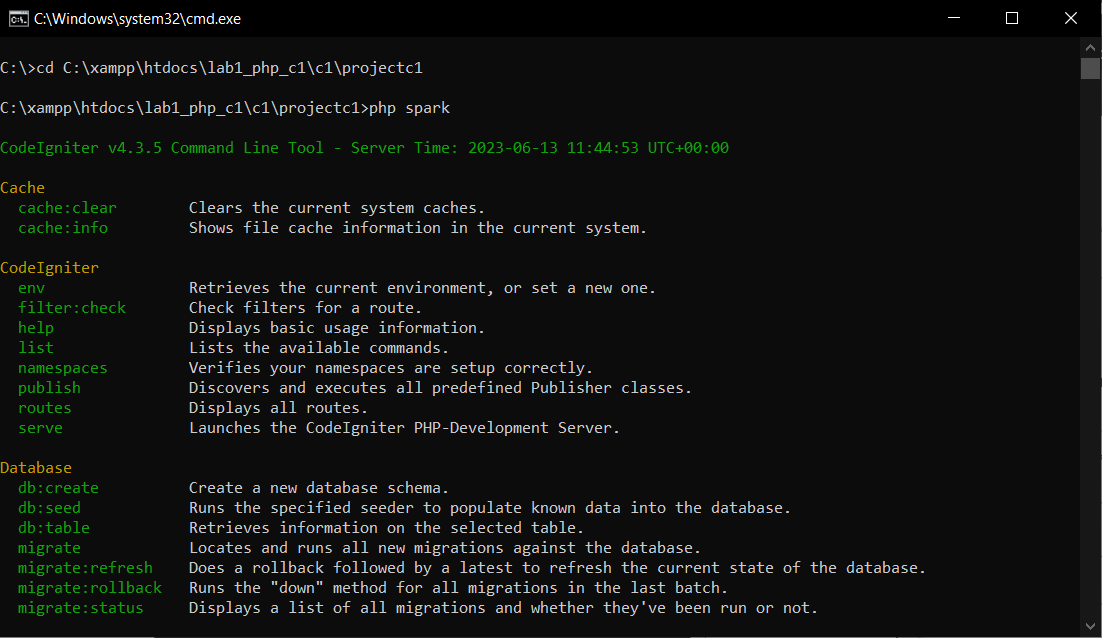 C:\Windows\system32\cmd.exe
C:\>cd C:\xampp\htdocs\lab1_php_c1\c1\projectc1
C:\xampp\htdocs\lab1_php_c1\c1\projectc1>php spark
CodeIgniter v4.3.5 Command Line Tool - Server Time: 2023-06-13 11:44:53 UTC+00:00
Cache
cache:clear        Clears the current system caches.
cache:info         Shows file cache information in the current system.
CodeIgniter
env                Retrieves the current environment, or set a new one.
filter:check       Check filters for a route.
help               Displays basic usage information.
list               Lists the available commands.
namespaces         Verifies your namespaces are setup correctly.
publish            Discovers and executes all predefined Publisher classes.
routes             Displays all routes.
serve              Launches the CodeIgniter PHP-Development Server.
Database
db:create          Create a new database schema.
db:seed            Runs the specified seeder to populate known data into the database.
db:table           Retrieves information on the selected table.
migrate            Locates and runs all new migrations against the database.
migrate:refresh    Does a rollback followed by a latest to refresh the current state of the database.
migrate:rollback   Runs the "down" method for all migrations in the last batch.
migrate:status     Displays a list of all migrations and whether they've been run or not.